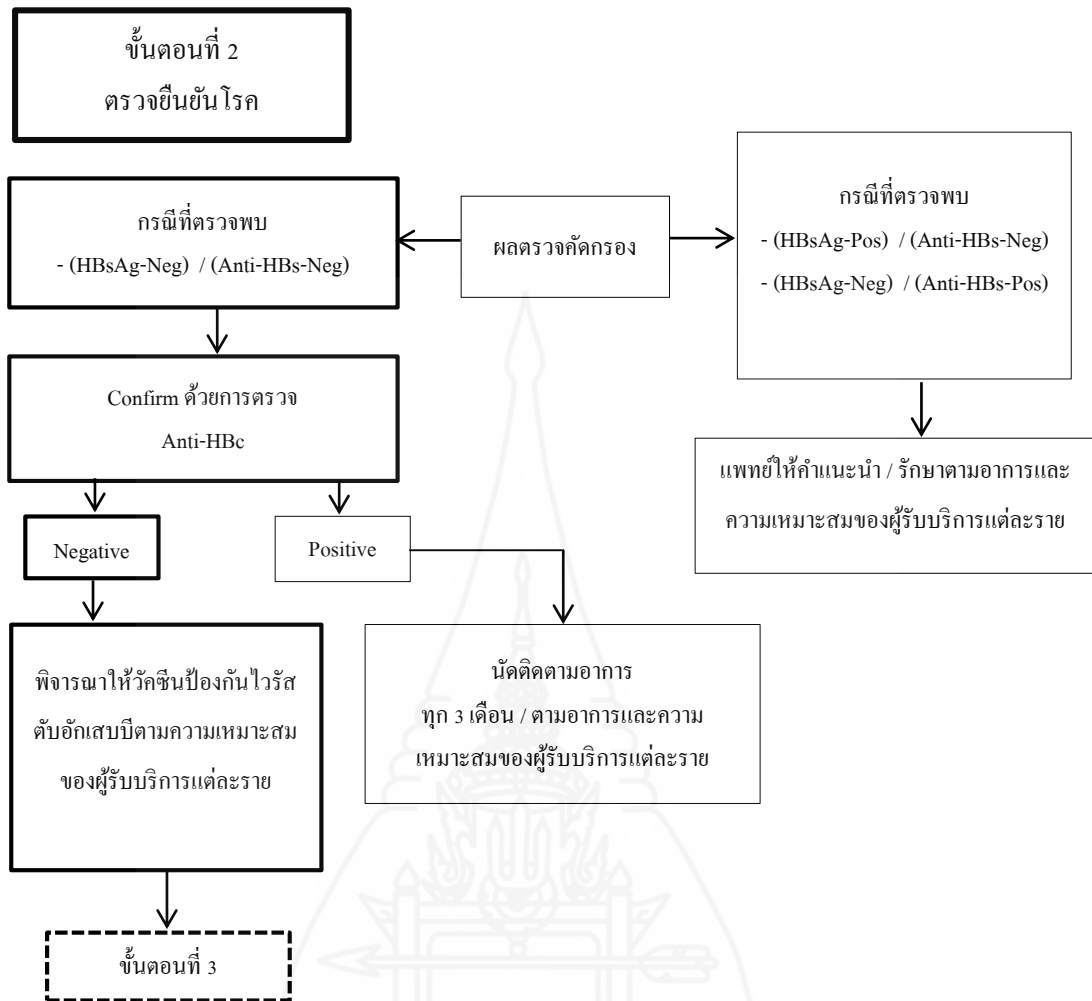 ขั้นตอนที่ 2
ตรวจยืนยันโรค
กรณีที่ตรวจพบ
- (HBsAg-Neg) / (Anti-HBs-Neg)
ผลตรวจคัดกรอง
กรณีที่ตรวจพบ
- (HBsAg-Pos) / (Anti-HBs-Neg)
- (HBsAg-Neg) / (Anti-HBs-Pos)
Confirm ด้วยการตรวจ
Anti-HBc
แพทย์ให้คำแนะนำ / รักษาตามอาการและ
ความเหมาะสมของผู้รับบริการแต่ละราย
Negative
Positive
พิจารณาให้วัคซีนป้องกันไวรัส
ตับอักเสบบีตามความเหมาะสม
ของผู้รับบริการแต่ละราย
นัดติดตามอาการ
ทุก 3 เดือน / ตามอาการและความ
เหมาะสมของผู้รับบริการแต่ละราย
ขั้นตอนที่ 3